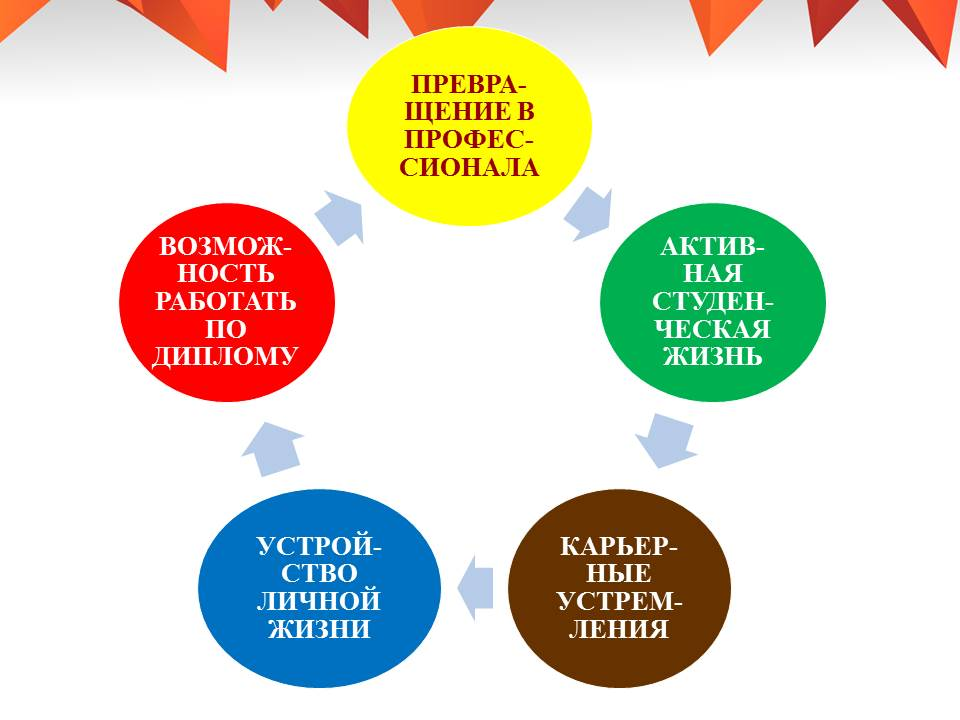 ПРЕВРА-
ЩЕНИЕ В
ПРОФЕС-
СИОНАЛА
АКТИВ-
НАЯ
СТУДЕН-
ЧЕСКАЯ
ЖИЗНЬ
КАРЬЕР-
НЫЕ
УСТРЕМ-
ЛЕНИЯ
УСТРОЙ-
СТВО
ЛИЧНОЙ
ЖИЗНИ
ВОЗМОЖ-
НОСТЬ
РАБОТАТЬ
ПО
ДИПЛОМУ